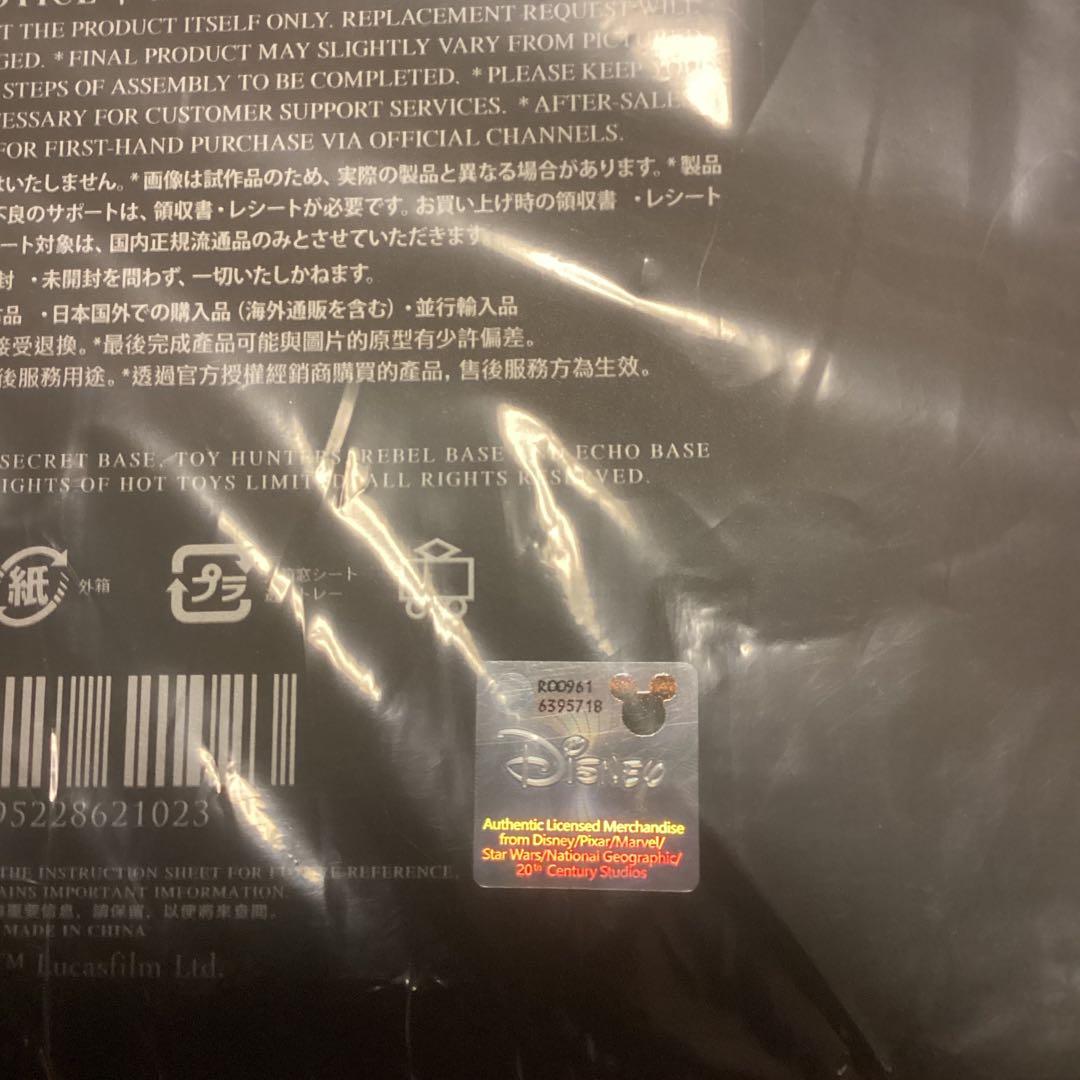 T THE PRODUCT ITSELF ONLY. REPLACEMENT REQUEST WILL
GED. *FINAL PRODUCT MAY SLIGHTLY VARY FROM PICTURED
STEPS OF ASSEMBLY TO BE COMPLETED. *PLEASE KEEP
ESSARY FOR CUSTOMER SUPPORT SERVICES. *AFTER-SALE
FOR FIRST-HAND PURCHASE VIA OFFICIAL CHANNELS.
はいたしません。*画像は試作品のため、実際の製品と異なる場合があります。*製品
不良のサポートは、領収書・レシートが必要です。お買い上げ時の領収書 ・レシート
ート対象は、国内正規流通品のみとさせていただきます。
封 ・未開封を問わず、一切いたしかねます。
品 ・日本国外での購入品(海外通販を含む)・並行輸入品
接受退換。*最後完成產品可能與圖片的原型有少許偏差。
後服務用途。*透過官方授權經銷商購買的產品, 售後服務方為生效。
SECRET BASE, TOY HUNTERS, REBEL BASE AND ECHO BASE
IGHTS OF HOT TOYS LIMITED. ALL RIGHTS RESERVED.
紙 外箱
プラ 窓シート
トレー
R00961
6395718
Disney
Authentic Licensed Merchandise
from Disney/Pixar/Marvel/
Star Wars/National Geographic/
20th Century Studios
95228621023
THE INSTRUCTION SHEET FOR FUTURE REFERENCE.
AINS IMPORTANT IMFORMATION.
重要信息, 請保留, 以便將來查閱。
MADE IN CHINA
TM Lucasfilm Ltd.